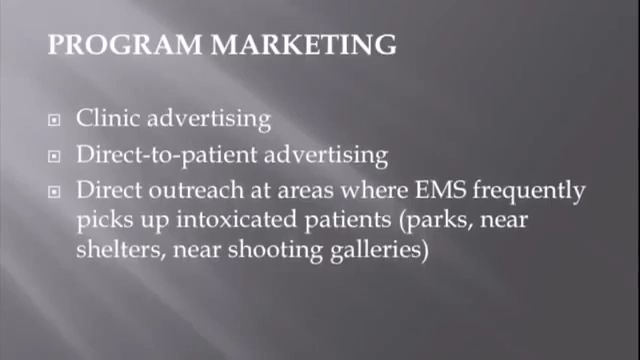 PROGRAM MARKETING
Clinic advertising
Direct-to-patient advertising
Direct outreach at areas where EMS frequently
picks up intoxicated patients (parks, near
shelters, near shooting galleries)